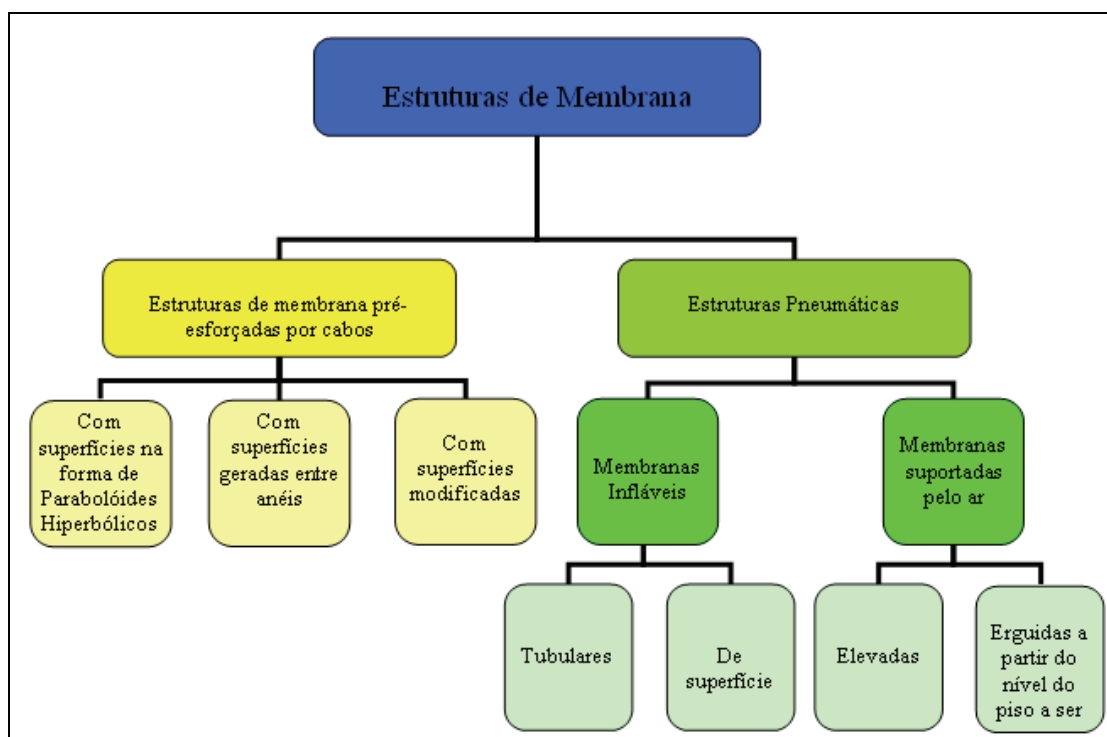 Estruturas de Membrana
Estruturas de membrana pré-
esforçadas por cabos
Estruturas Pneumáticas
Com
superfícies na
forma de
Parabolóides
Hiperbólicos
Com
superfícies
geradas entre
anéis
Com
superfícies
modificadas
Membranas
Infláveis
Membranas
suportadas
pelo ar
Tubulares
De
superfície
Elevadas
Erguidas a
partir do
nível do
piso a ser